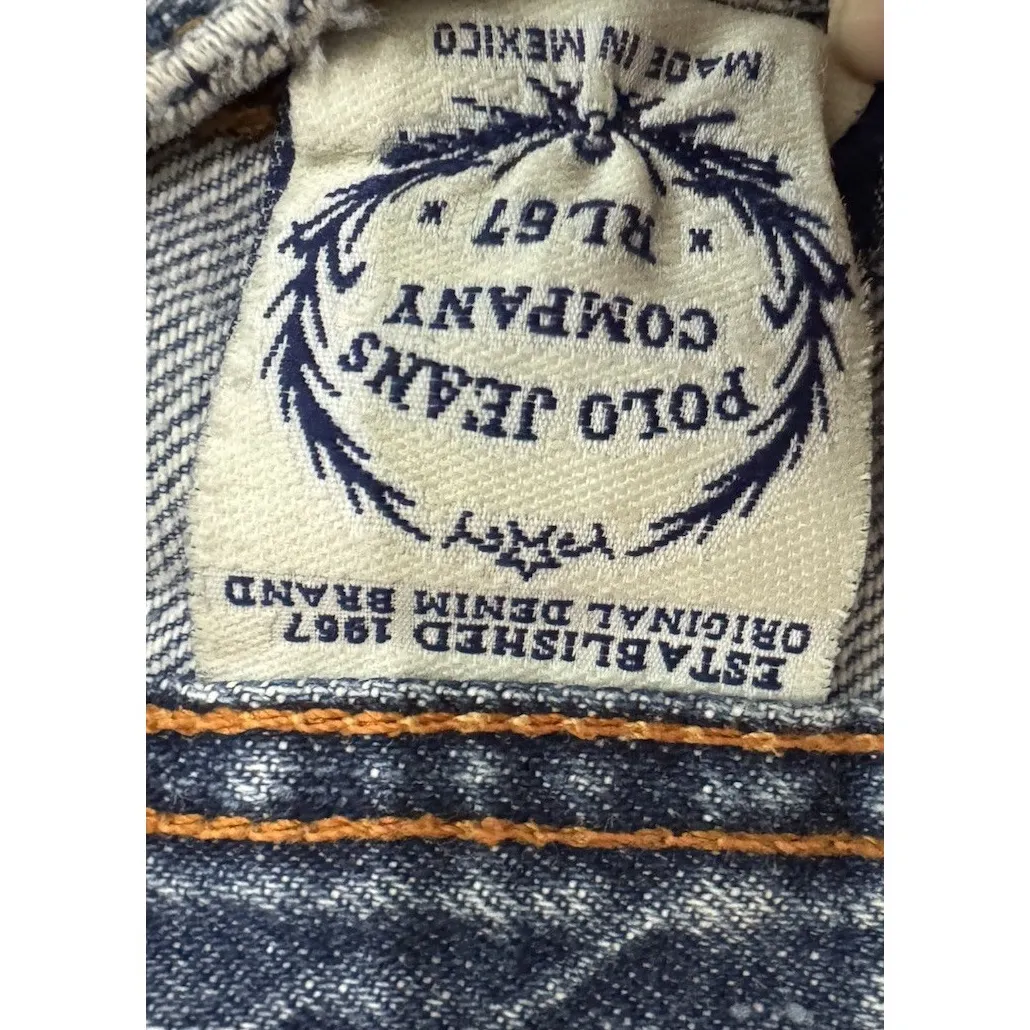 ESTABLISHED 1967
ORIGINAL DENIM BRAND
POLO JEANS
COMPANY
* RL67 *
MADE IN MEXICO